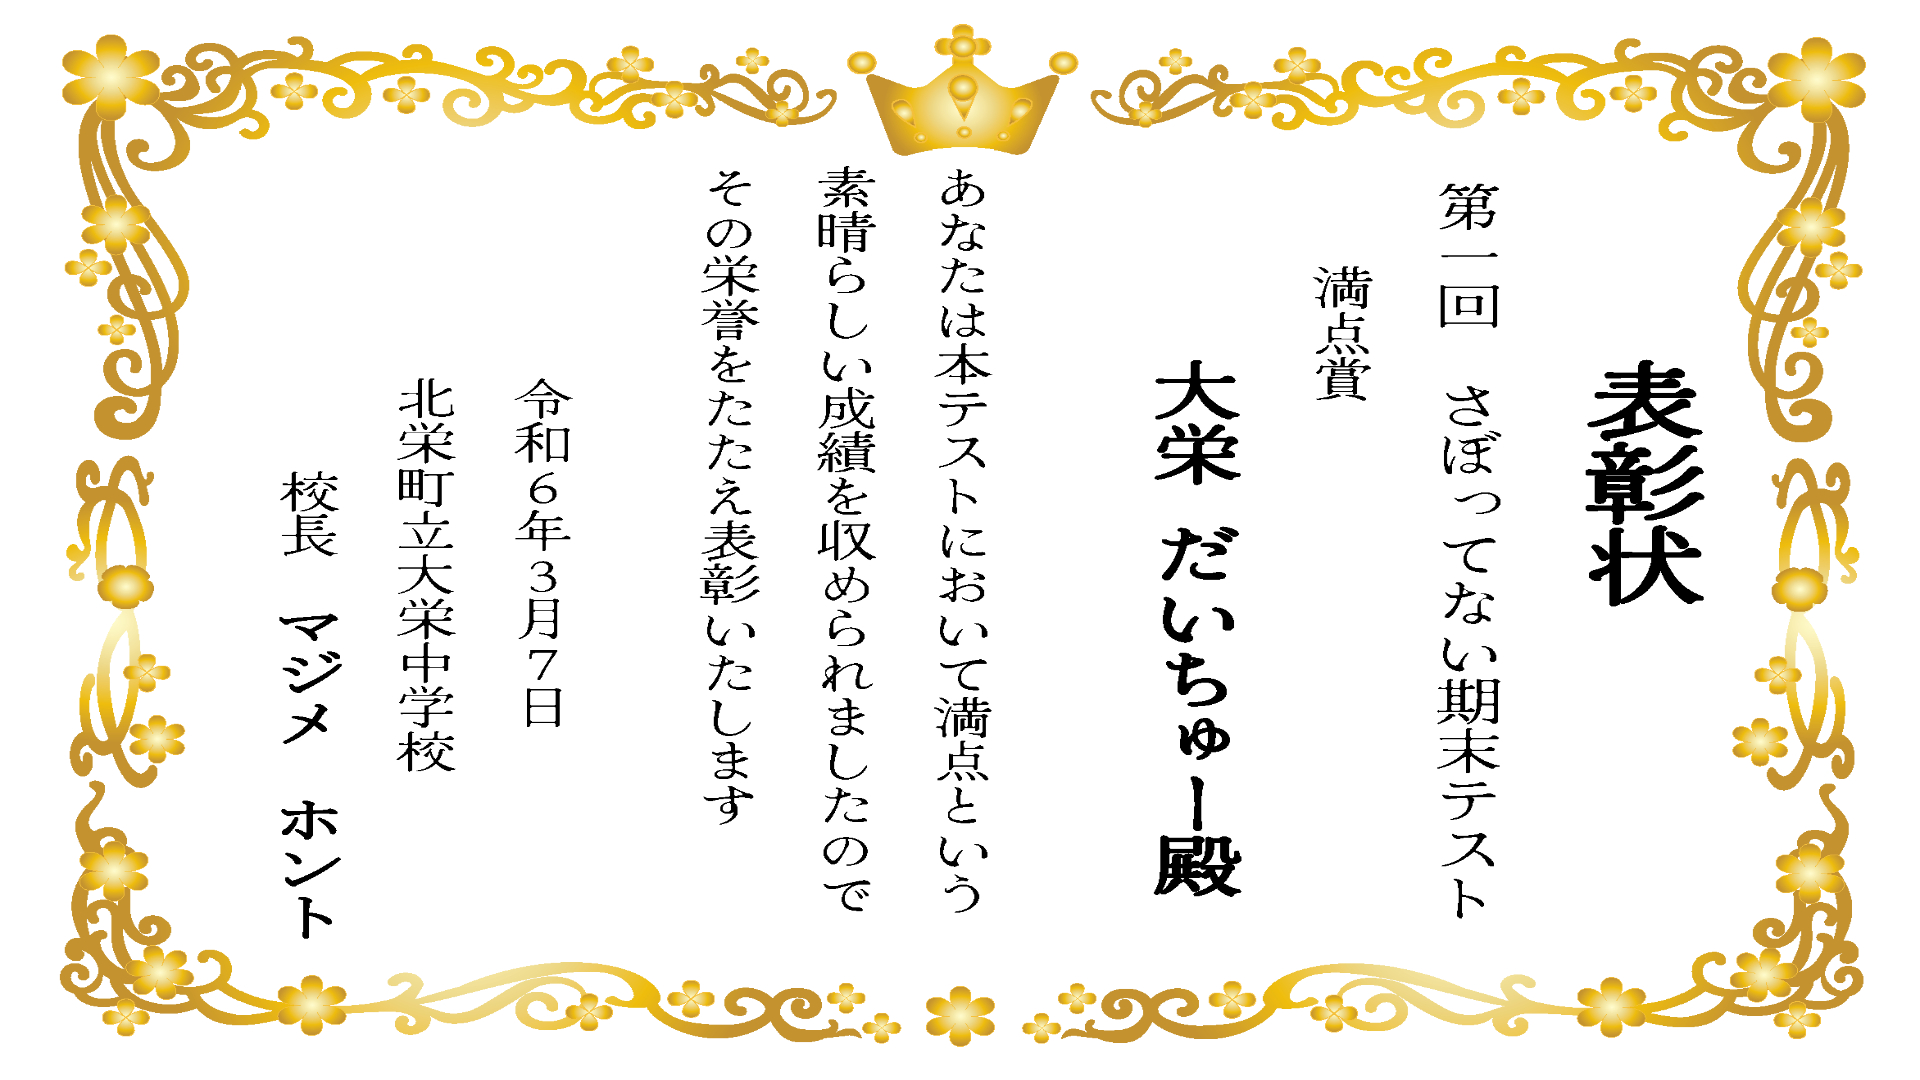 表彰状
第一回　さぼってない期末テスト
満点賞
大栄　だいちゅー殿
あなたは本テストにおいて満点という
素晴らしい成績を収められましたので
その栄誉をたたえ表彰いたします
令和６年３月７日
北栄町立大栄中学校
校長　マジメ　ホント